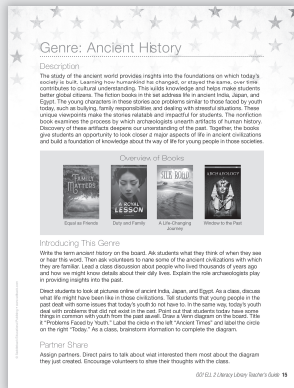 Genre: Ancient History
Description
The study of the ancient world provides insights into the foundations on which today's
society is built. Learning how humankind has changed, or stayed the same, over time
contributes to cultural understanding. This builds knowledge and helps make students
better global citizens. The fiction books in the set address life in ancient India, Japan, and
Egypt. The young characters in these stories face problems similar to those faced by youth
today, such as bullying, family responsibilities, and dealing with stressful situations. These
unique viewpoints make the stories relatable and impactful for students. The nonfiction
book examines the process by which archaeologists unearth artifacts of human history.
Discovery of these artifacts deepens our understanding of the past. Together, the books
give students an opportunity to look closer at major aspects of life in ancient civilizations
and build a foundation of knowledge about the way of life for young people in those societies.
Overview of Books
FAMILY
MATTERS
A ROYAL
LESSON
SILK ROAD
ARCHAEOLOGY
Equal as Friends
Duty and Family
A Life-Changing
Journey
Window to the Past
Introducing This Genre
Write the term ancient history on the board. Ask students what they think of when they see
or hear this word. Then ask volunteers to name some of the ancient civilizations with which
they are familiar. Lead a class discussion about people who lived thousands of years ago
and how we might know details about their daily lives. Explain the role archaeologists play
in providing insights into the past.
Direct students to look at pictures online of ancient India, Japan, and Egypt. As a class, discuss
what life might have been like in those civilizations. Tell students that young people in the
past dealt with some issues that today's youth do not have to. In the same way, today's youth
deal with problems that did not exist in the past. Point out that students today have some
things in common with youth from the past as well. Draw a Venn diagram on the board. Title
it "Problems Faced by Youth." Label the circle on the left "Ancient Times" and label the circle
on the right "Today." As a class, brainstorm information to complete the diagram.
Partner Share
Assign partners. Direct pairs to talk about what interested them most about the diagram
they just created. Encourage volunteers to share their thoughts with the class.
GO! ELL 2 Literacy Library Teacher's Guide 15